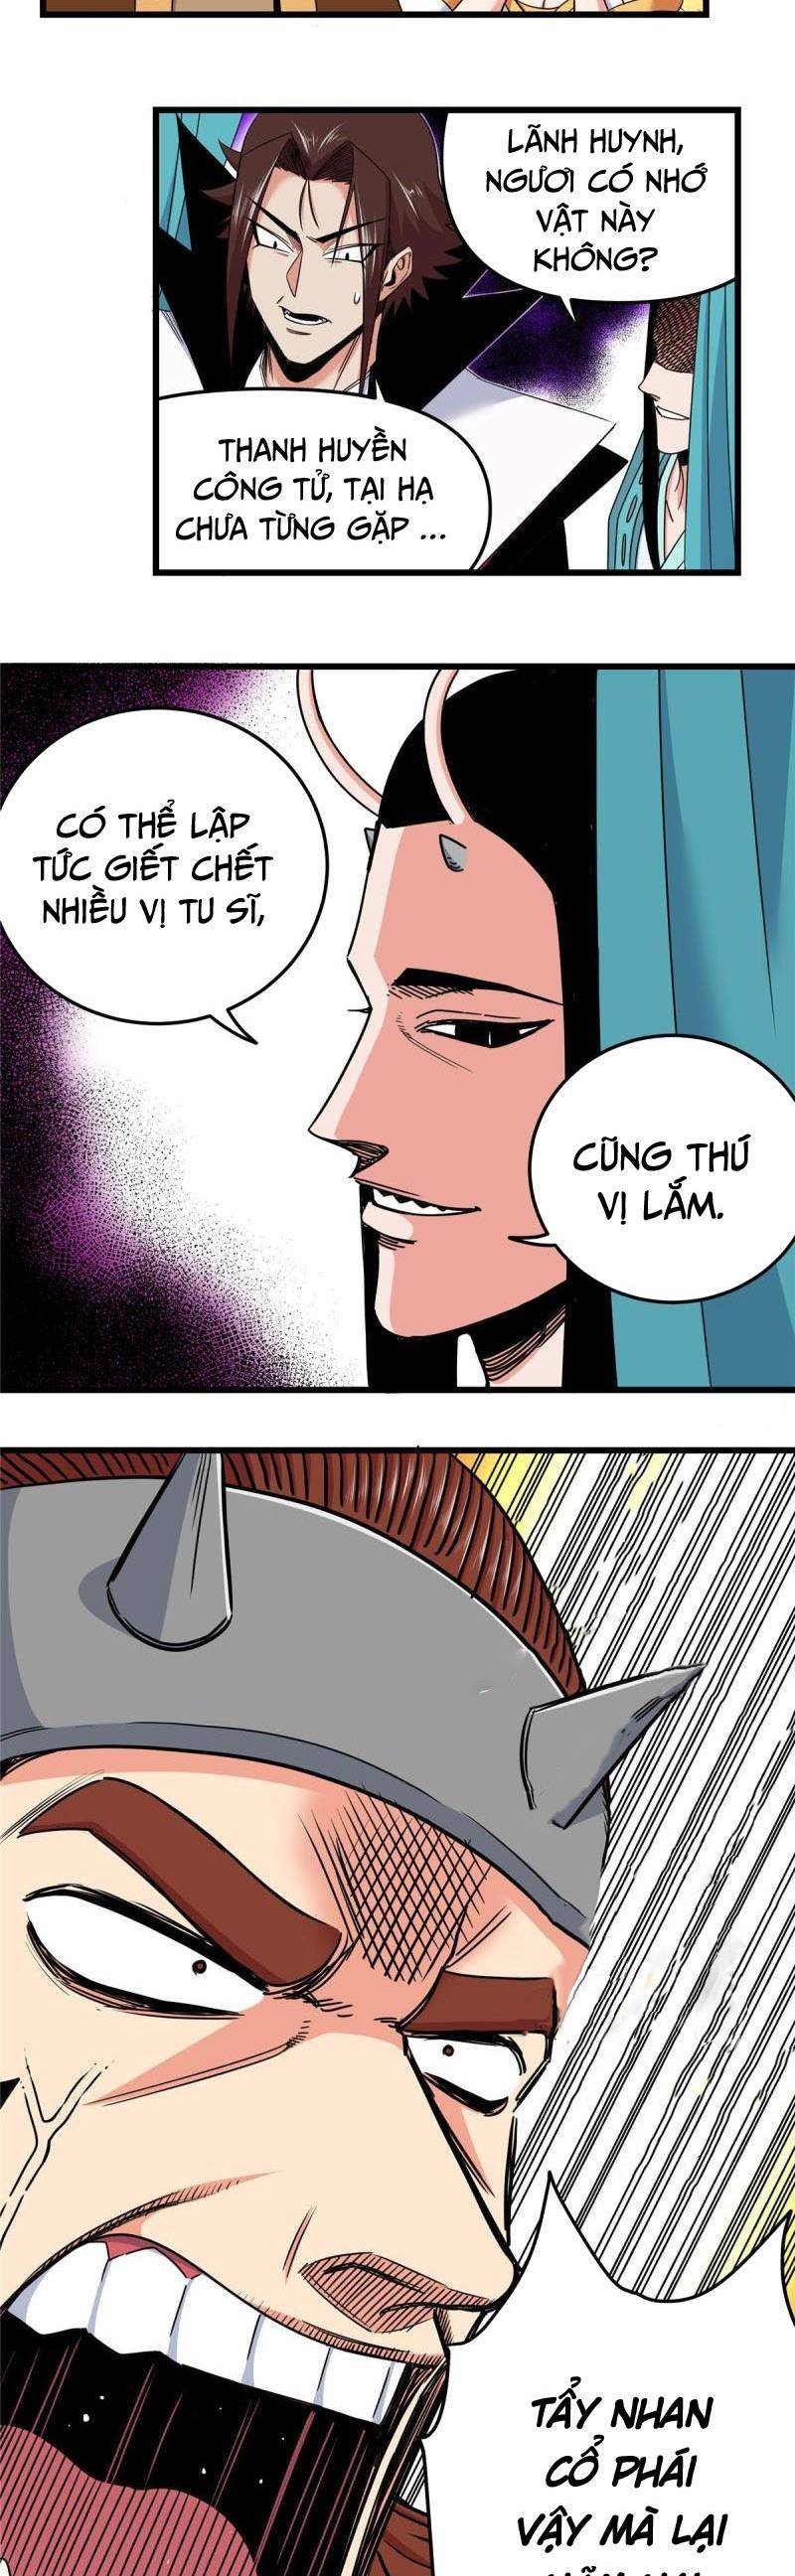 LÃNH HUYNH,
NGƯƠI CÓ NHỚ
VẬT NÀY
KHÔNG?
THANH HUYỀN
CÔNG TỬ, TẠI HẠ
CHƯA TỪNG GẶP ...
CÓ THỂ LẬP
TỨC GIẾT CHẾT
NHIỀU VỊ TU SĨ,
CŨNG THÚ
VỊ LẮM.
TẨY NHAN
CỔ PHÁI
VẬY MÀ LẠI